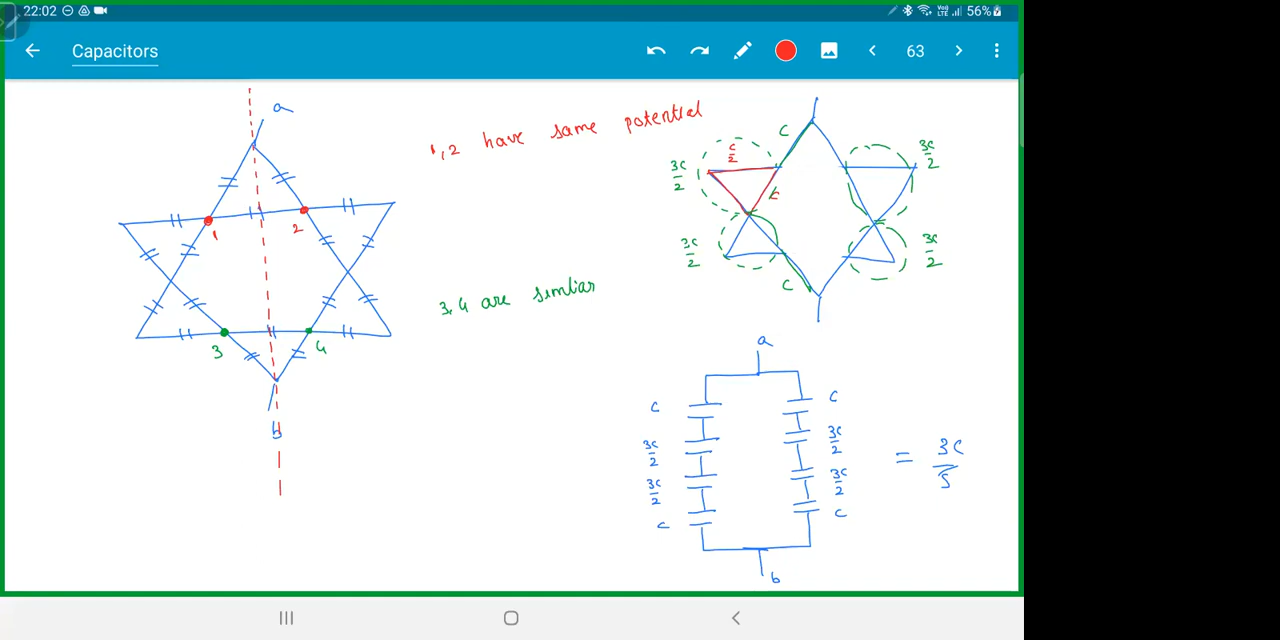 22:02
56%
Capacitors
63
a
1,2 have same potential
1
2
3,4 are similar
3
4
b
C
3C/2
C/2
C
3C/2
3C/2
3C/2
C
a
C
C
3C/2
3C/2
3C/2
3C/2
= 3C/5
C
C
b